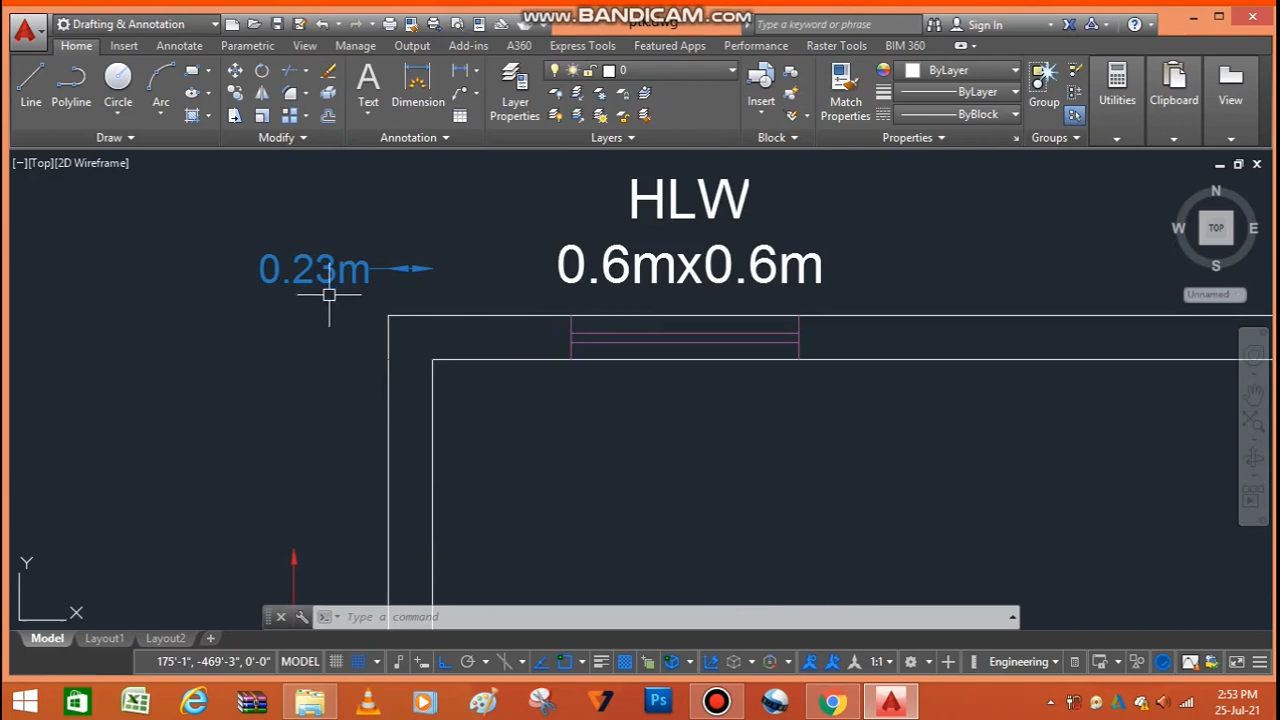 www.BANDICAM.com
Drafting & Annotation
Type a keyword or phrase
Sign In
Home Insert Annotate Parametric View Manage Output Add-ins A360 Express Tools Featured Apps Performance Raster Tools BIM 360
Line Polyline Circle Arc
Text Dimension
Layer Properties
0
Insert
Match Properties
ByLayer
ByLayer
ByBlock
Group
Utilities
Clipboard
View
Draw Modify Annotation Layers Block Properties Groups
[−][Top][2D Wireframe]
HLW
0.6mx0.6m
0.23m
N
W TOP E
S
Unnamed
Y
X
Type a command
Model Layout1 Layout2 +
175'-1", -469'-3", 0'-0" MODEL 1:1 Engineering
Ps
2:53 PM
25-Jul-21